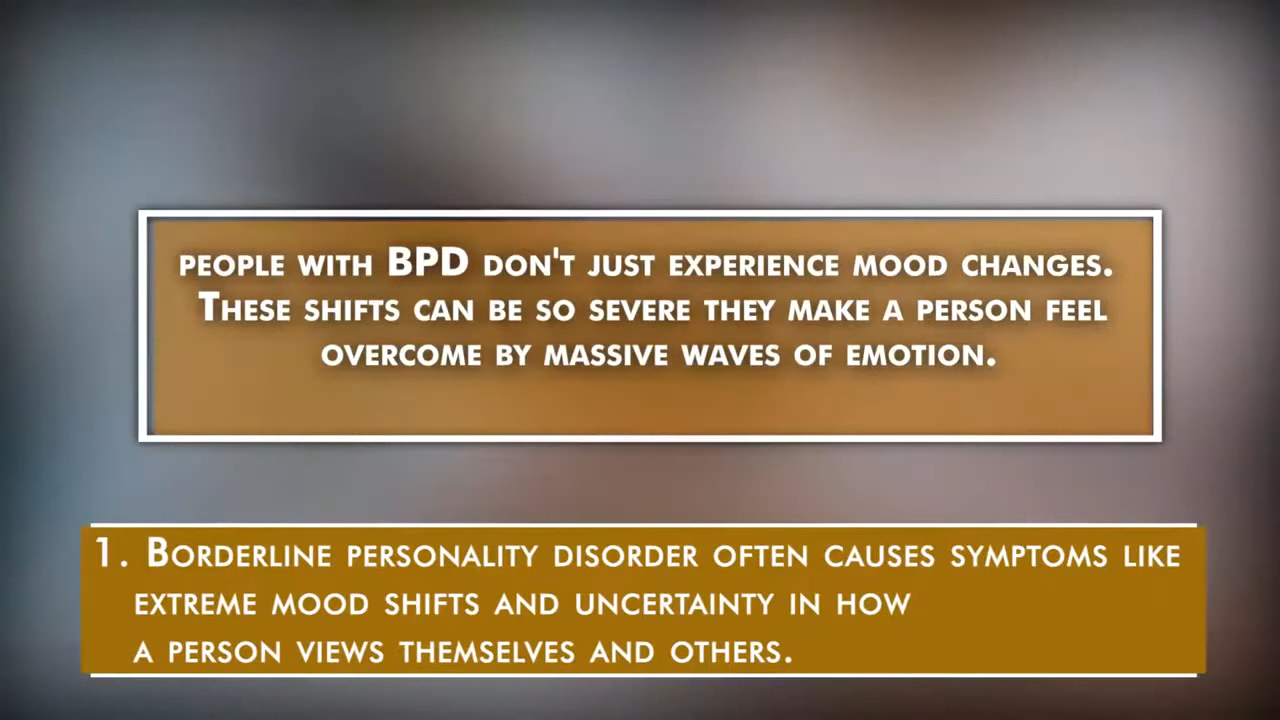 PEOPLE WITH BPD DON'T JUST EXPERIENCE MOOD CHANGES.
THESE SHIFTS CAN BE SO SEVERE THEY MAKE A PERSON FEEL
OVERCOME BY MASSIVE WAVES OF EMOTION.
1. BORDERLINE PERSONALITY DISORDER OFTEN CAUSES SYMPTOMS LIKE
EXTREME MOOD SHIFTS AND UNCERTAINTY IN HOW
A PERSON VIEWS THEMSELVES AND OTHERS.